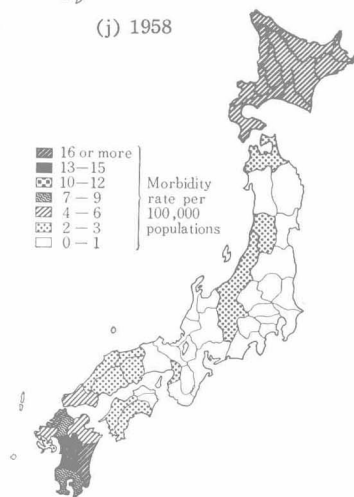 (j) 1958
16 or more
13－15
10－12
7－9
4－6
2－3
0－1
Morbidity
rate per
100,000
populations